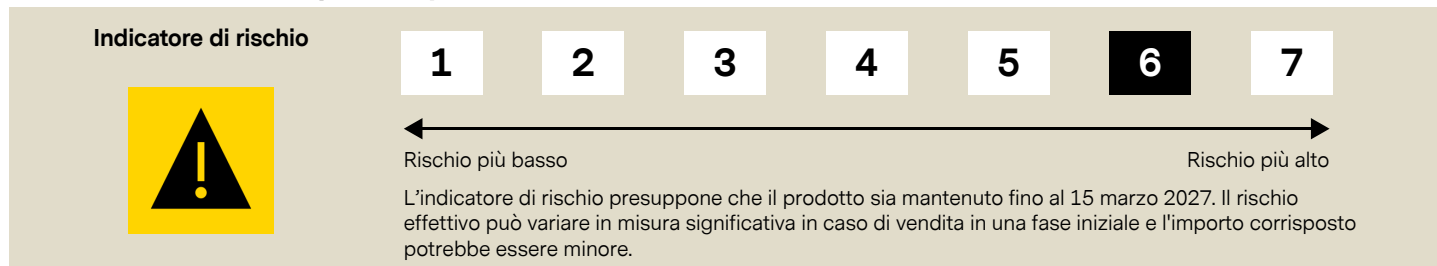 Indicatore di rischio
1 2 3 4 5 6 7
Rischio più basso Rischio più alto
L'indicatore di rischio presuppone che il prodotto sia mantenuto fino al 15 marzo 2027. Il rischio
effettivo può variare in misura significativa in caso di vendita in una fase iniziale e l'importo corrisposto
potrebbe essere minore.